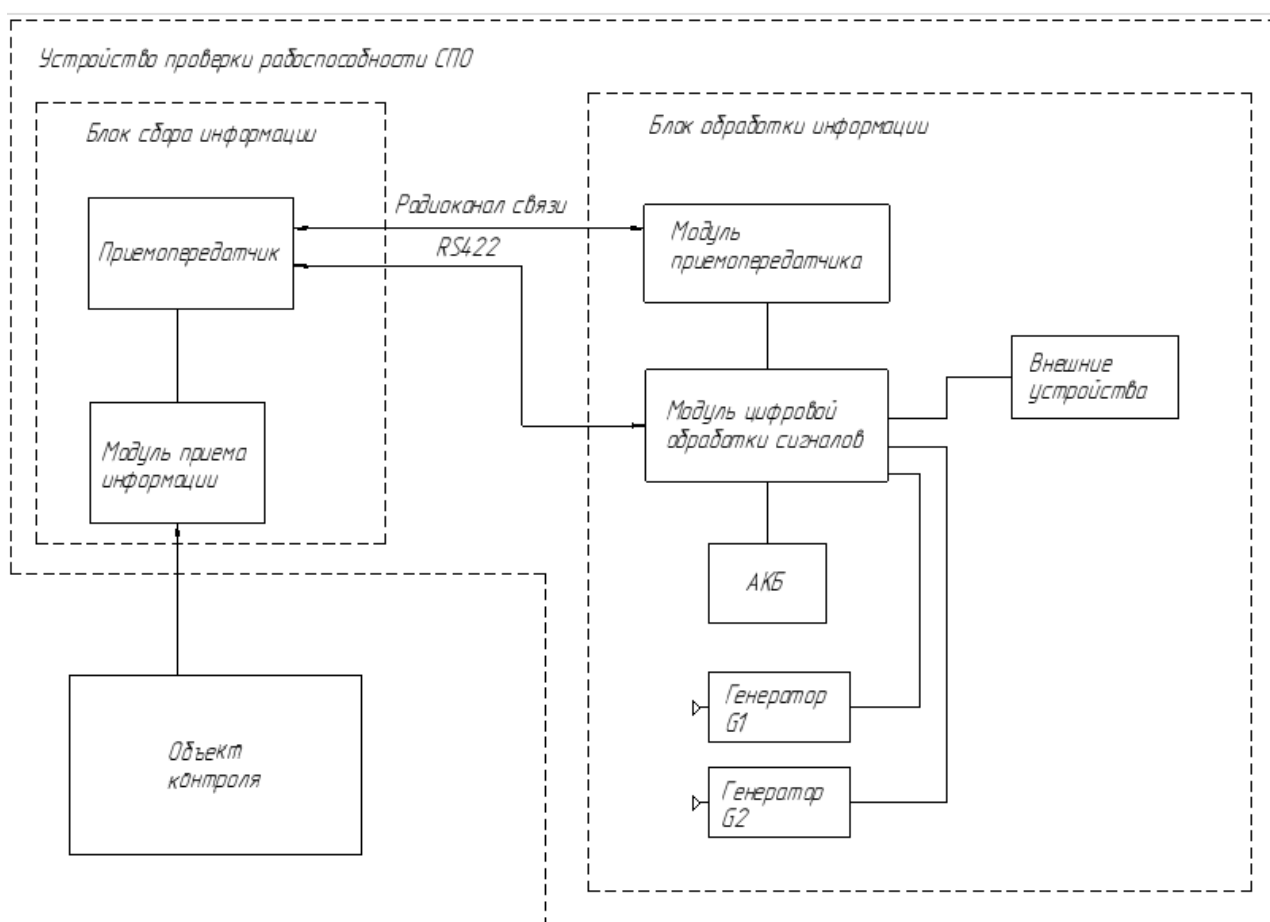 Устройство проверки рабоспособности СПО
Блок сбора информации
Блок обработки информации
Радиоканал связи
RS422
Приемопередатчик
Модуль
приемопередатчика
Внешние
устройства
Модуль цифровой
обработки сигналов
Модуль приема
информации
АКБ
Генератор
G1
Объект
контроля
Генератор
G2